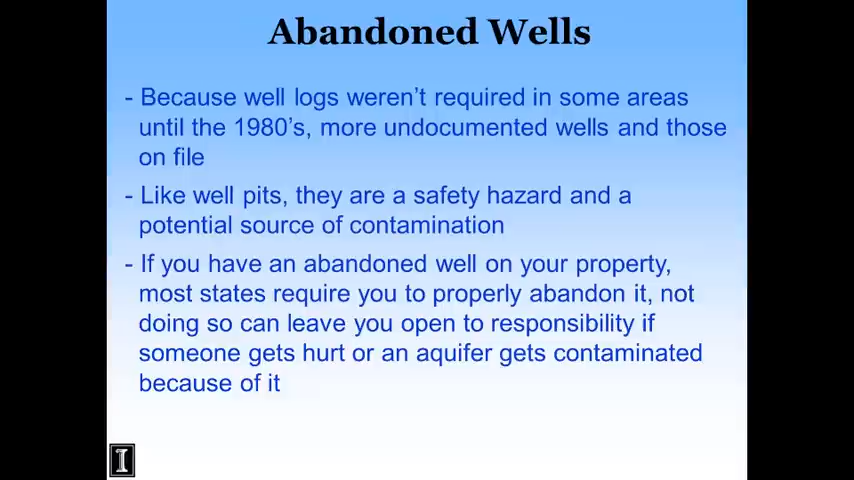 Abandoned Wells
- Because well logs weren't required in some areas
until the 1980's, more undocumented wells and those
on file
- Like well pits, they are a safety hazard and a
potential source of contamination
- If you have an abandoned well on your property,
most states require you to properly abandon it, not
doing so can leave you open to responsibility if
someone gets hurt or an aquifer gets contaminated
because of it
I